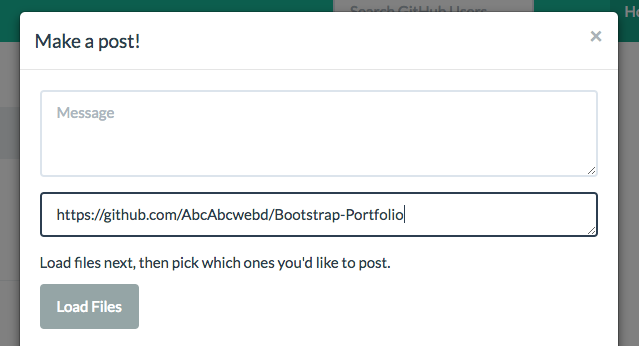 Search GitHub Users
Make a post!
×
Message
https://github.com/AbcAbcwebd/Bootstrap-Portfolio
Load files next, then pick which ones you'd like to post.
Load Files